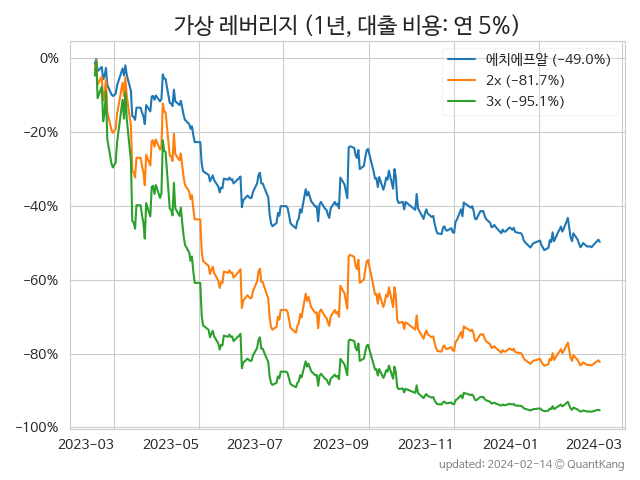 가상 레버리지 (1년, 대출 비용: 연 5%)
에치에프알 (−49.0%)
2x (−81.7%)
3x (−95.1%)
0%
−20%
−40%
−60%
−80%
−100%
2023-03 2023-05 2023-07 2023-09 2023-11 2024-01 2024-03
updated: 2024-02-14 © QuantKang